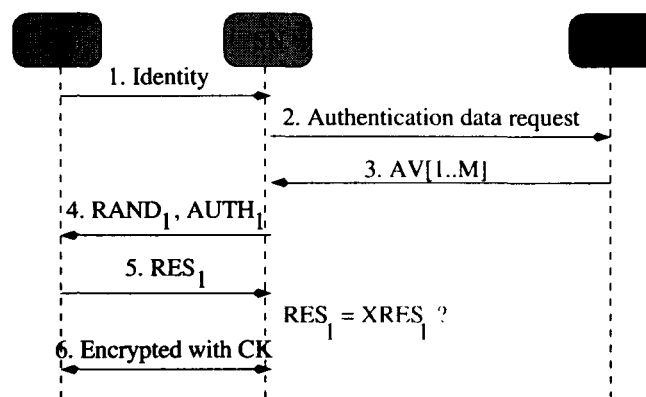 1. Identity
2. Authentication data request
3. AV[1..M]
4. RAND1, AUTH1
5. RES1
RES1 = XRES1 ?
6. Encrypted with CK